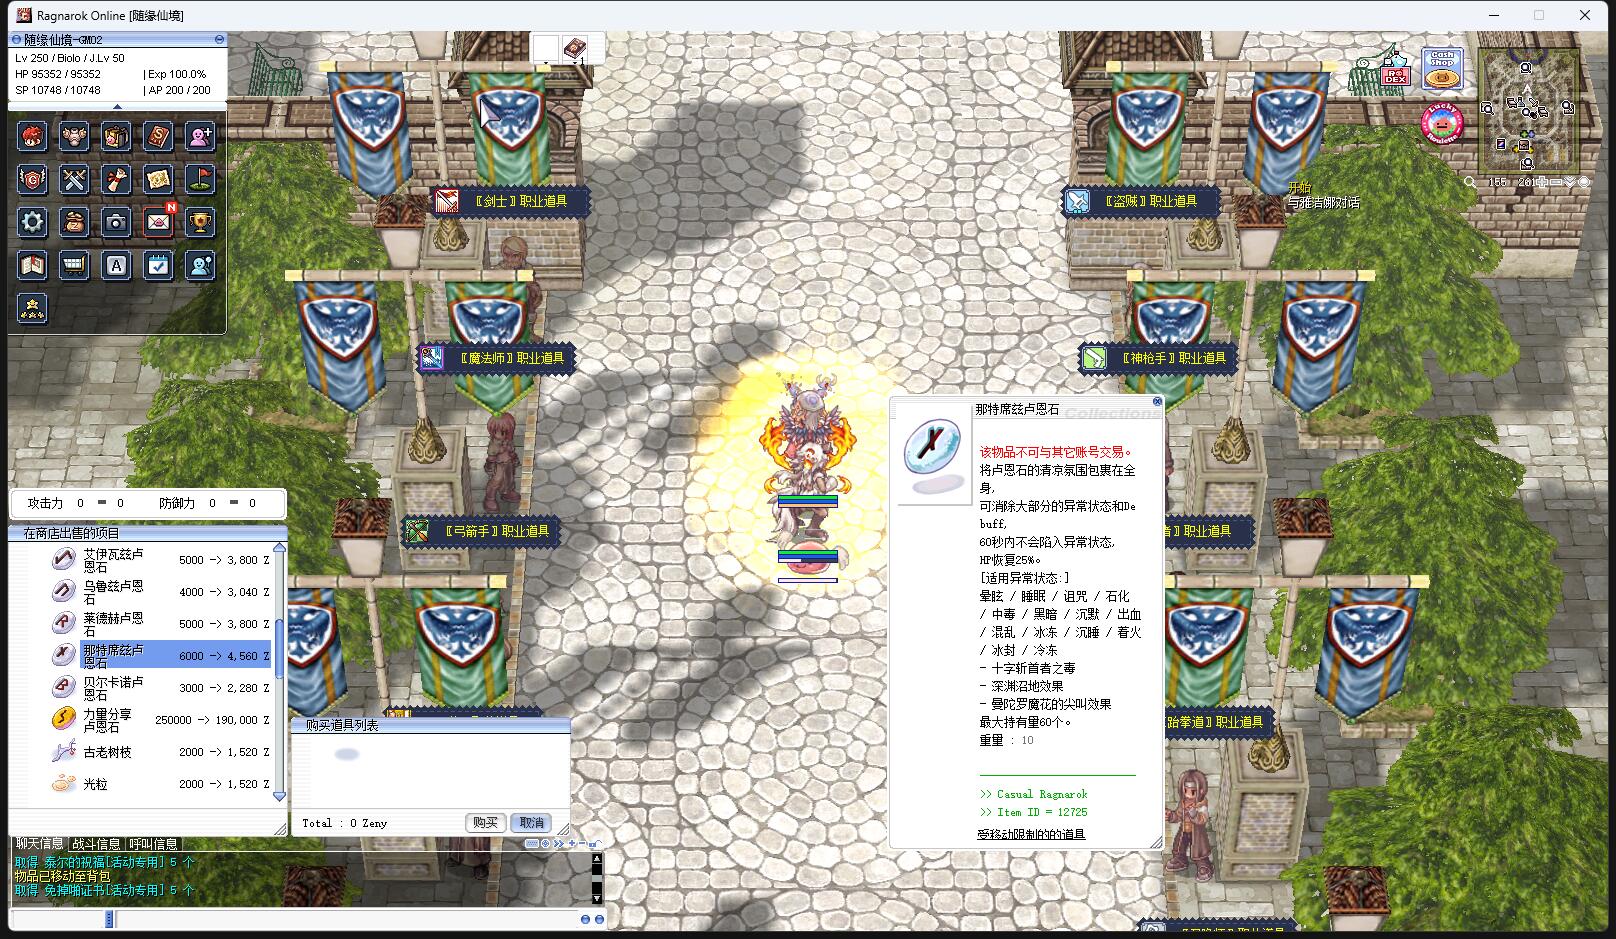 Ragnarok Online [随缘仙境]
随缘仙境-GM02
Lv 250 / Biolo / J.Lv 50
HP 95352 / 95352 | Exp 100.0%
SP 10748 / 10748 | AP 200 / 200
N
1
RODEX
Cash Shop
Lucky Roulette
155 261
开始
与雅洁娜对话
〖剑士〗职业道具
〖盗贼〗职业道具
〖魔法师〗职业道具
〖神枪手〗职业道具
〖弓箭手〗职业道具
者〗职业道具
〖跆拳道〗职业道具
攻击力 0 = 0 防御力 0 = 0
在商店出售的项目
艾伊瓦兹卢恩石 5000 -> 3,800 Z
乌鲁兹卢恩石 4000 -> 3,040 Z
莱德赫卢恩石 5000 -> 3,800 Z
那特席兹卢恩石 6000 -> 4,560 Z
贝尔卡诺卢恩石 3000 -> 2,280 Z
力量分享卢恩石 250000 -> 190,000 Z
古老树枝 2000 -> 1,520 Z
光粒 2000 -> 1,520 Z
购买道具列表
Total : 0 Zeny
购买 取消
那特席兹卢恩石
Collections
该物品不可与其它账号交易。
将卢恩石的清凉氛围包裹在全
身,
可消除大部分的异常状态和De
buff,
60秒内不会陷入异常状态,
HP恢复25%。
[适用异常状态:]
晕眩 / 睡眠 / 诅咒 / 石化
/ 中毒 / 黑暗 / 沉默 / 出血
/ 混乱 / 冰冻 / 沉睡 / 着火
/ 冰封 / 冷冻
- 十字斩首者之毒
- 深渊沼地效果
- 曼陀罗魔花的尖叫效果
最大持有量60个。
重量 : 10
>> Casual Ragnarok
>> Item ID = 12725
受移动限制的的道具
聊天信息 战斗信息 呼叫信息
取得 泰尔的祝福[活动专用] 5 个
物品已移动至背包
取得 免掉啪证书[活动专用] 5 个